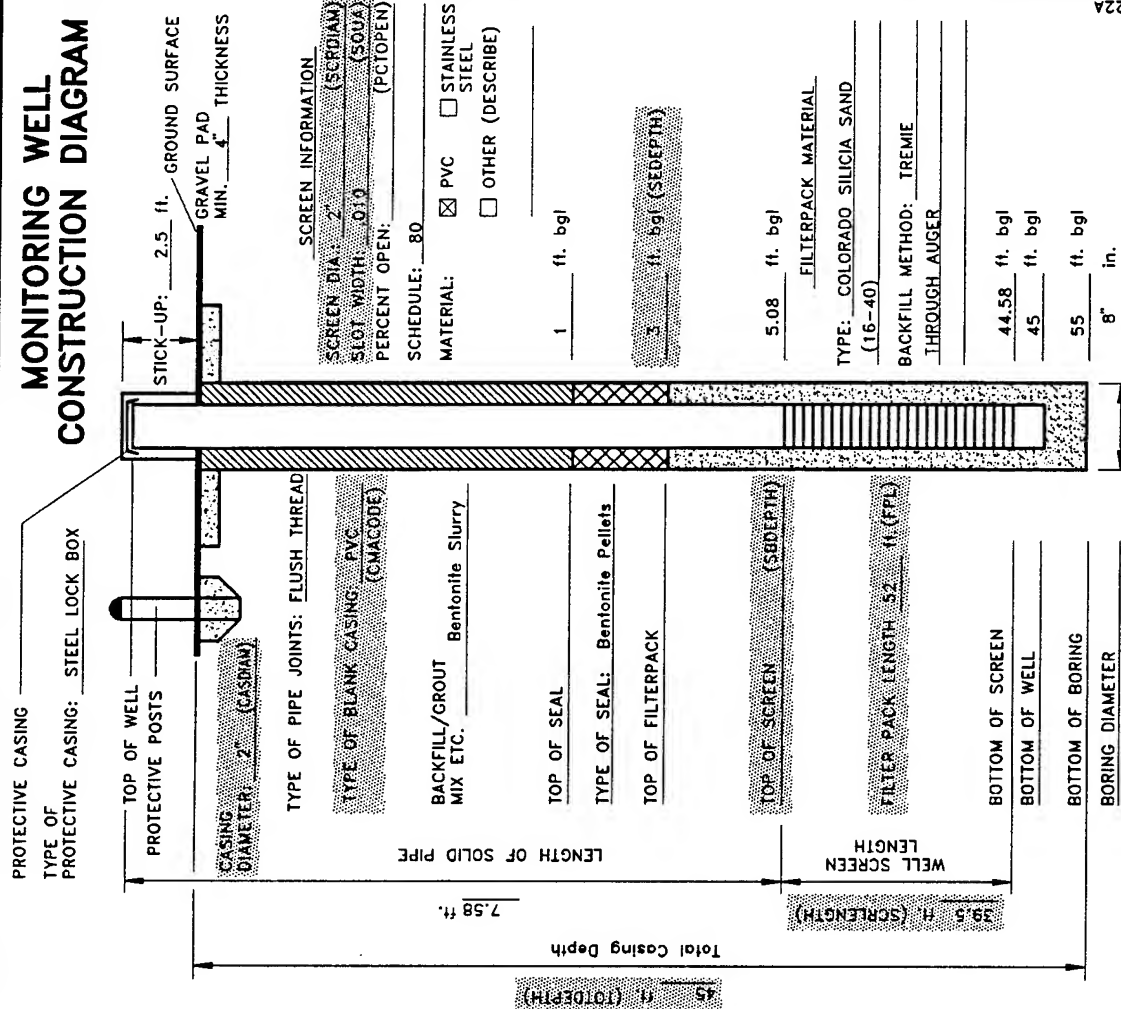 MONITORING WELL
CONSTRUCTION DIAGRAM
PROTECTIVE CASING
TYPE OF
PROTECTIVE CASING: STEEL LOCK BOX
TOP OF WELL
PROTECTIVE POSTS
STICK-UP: 2.5 ft.
GROUND SURFACE
GRAVEL PAD
MIN. 4" THICKNESS
CASING
DIAMETER: 2" (CASDIAM)
TYPE OF PIPE JOINTS: FLUSH THREAD
TYPE OF BLANK CASING: PVC
(CMACODE)
BACKFILL/GROUT
MIX ETC. Bentonite Slurry
SCREEN INFORMATION
SCREEN DIA.: 2" (SCRDIAM)
SLOT WIDTH: .010 (SOUA)
PERCENT OPEN: (PCTOPEN)
SCHEDULE: 80
MATERIAL: ☒ PVC ☐ STAINLESS
STEEL
☐ OTHER (DESCRIBE)
TOP OF SEAL 1 ft. bgl
TYPE OF SEAL: Bentonite Pellets
TOP OF FILTERPACK 3 ft. bgl (SEDEPTH)
TOP OF SCREEN (SBDEPTH) 5.08 ft. bgl
FILTERPACK MATERIAL
TYPE: COLORADO SILICIA SAND
(16-40)
FILTER PACK LENGTH 52 ft (FPL)
BACKFILL METHOD: TREMIE
THROUGH AUGER
BOTTOM OF SCREEN 44.58 ft. bgl
BOTTOM OF WELL 45 ft. bgl
BOTTOM OF BORING 55 ft. bgl
BORING DIAMETER 8" in.
LENGTH OF SOLID PIPE
7.58 ft.
WELL SCREEN
LENGTH
39.5 ft. (SCRLENGTH)
Total Casing Depth
45 ft. (TOTDEPTH)